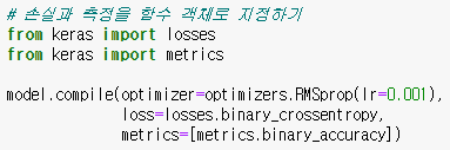 # 손실과 측정을 함수 객체로 지정하기
from keras import losses
from keras import metrics
model.compile(optimizer=optimizers.RMSprop(lr=0.001),
loss=losses.binary_crossentropy,
metrics=[metrics.binary_accuracy])